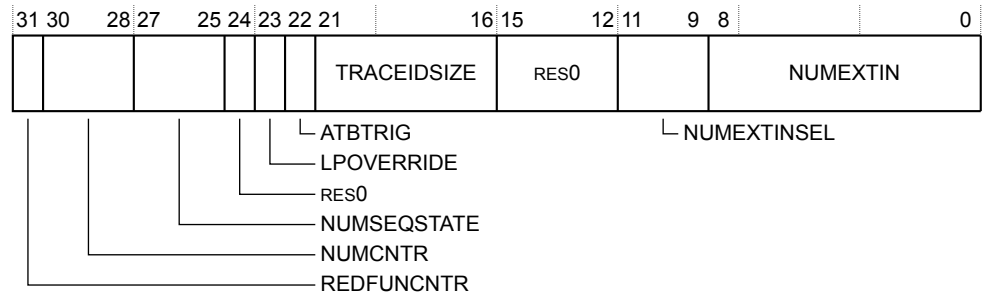 31 30 28 27 25 24 23 22 21 16 15 12 11 9 8 0
TRACEIDSIZE RES0 NUMEXTIN
ATBTRIG NUMEXTINSEL
LPOVERRIDE
RES0
NUMSEQSTATE
NUMCNTR
REDFUNCNTR